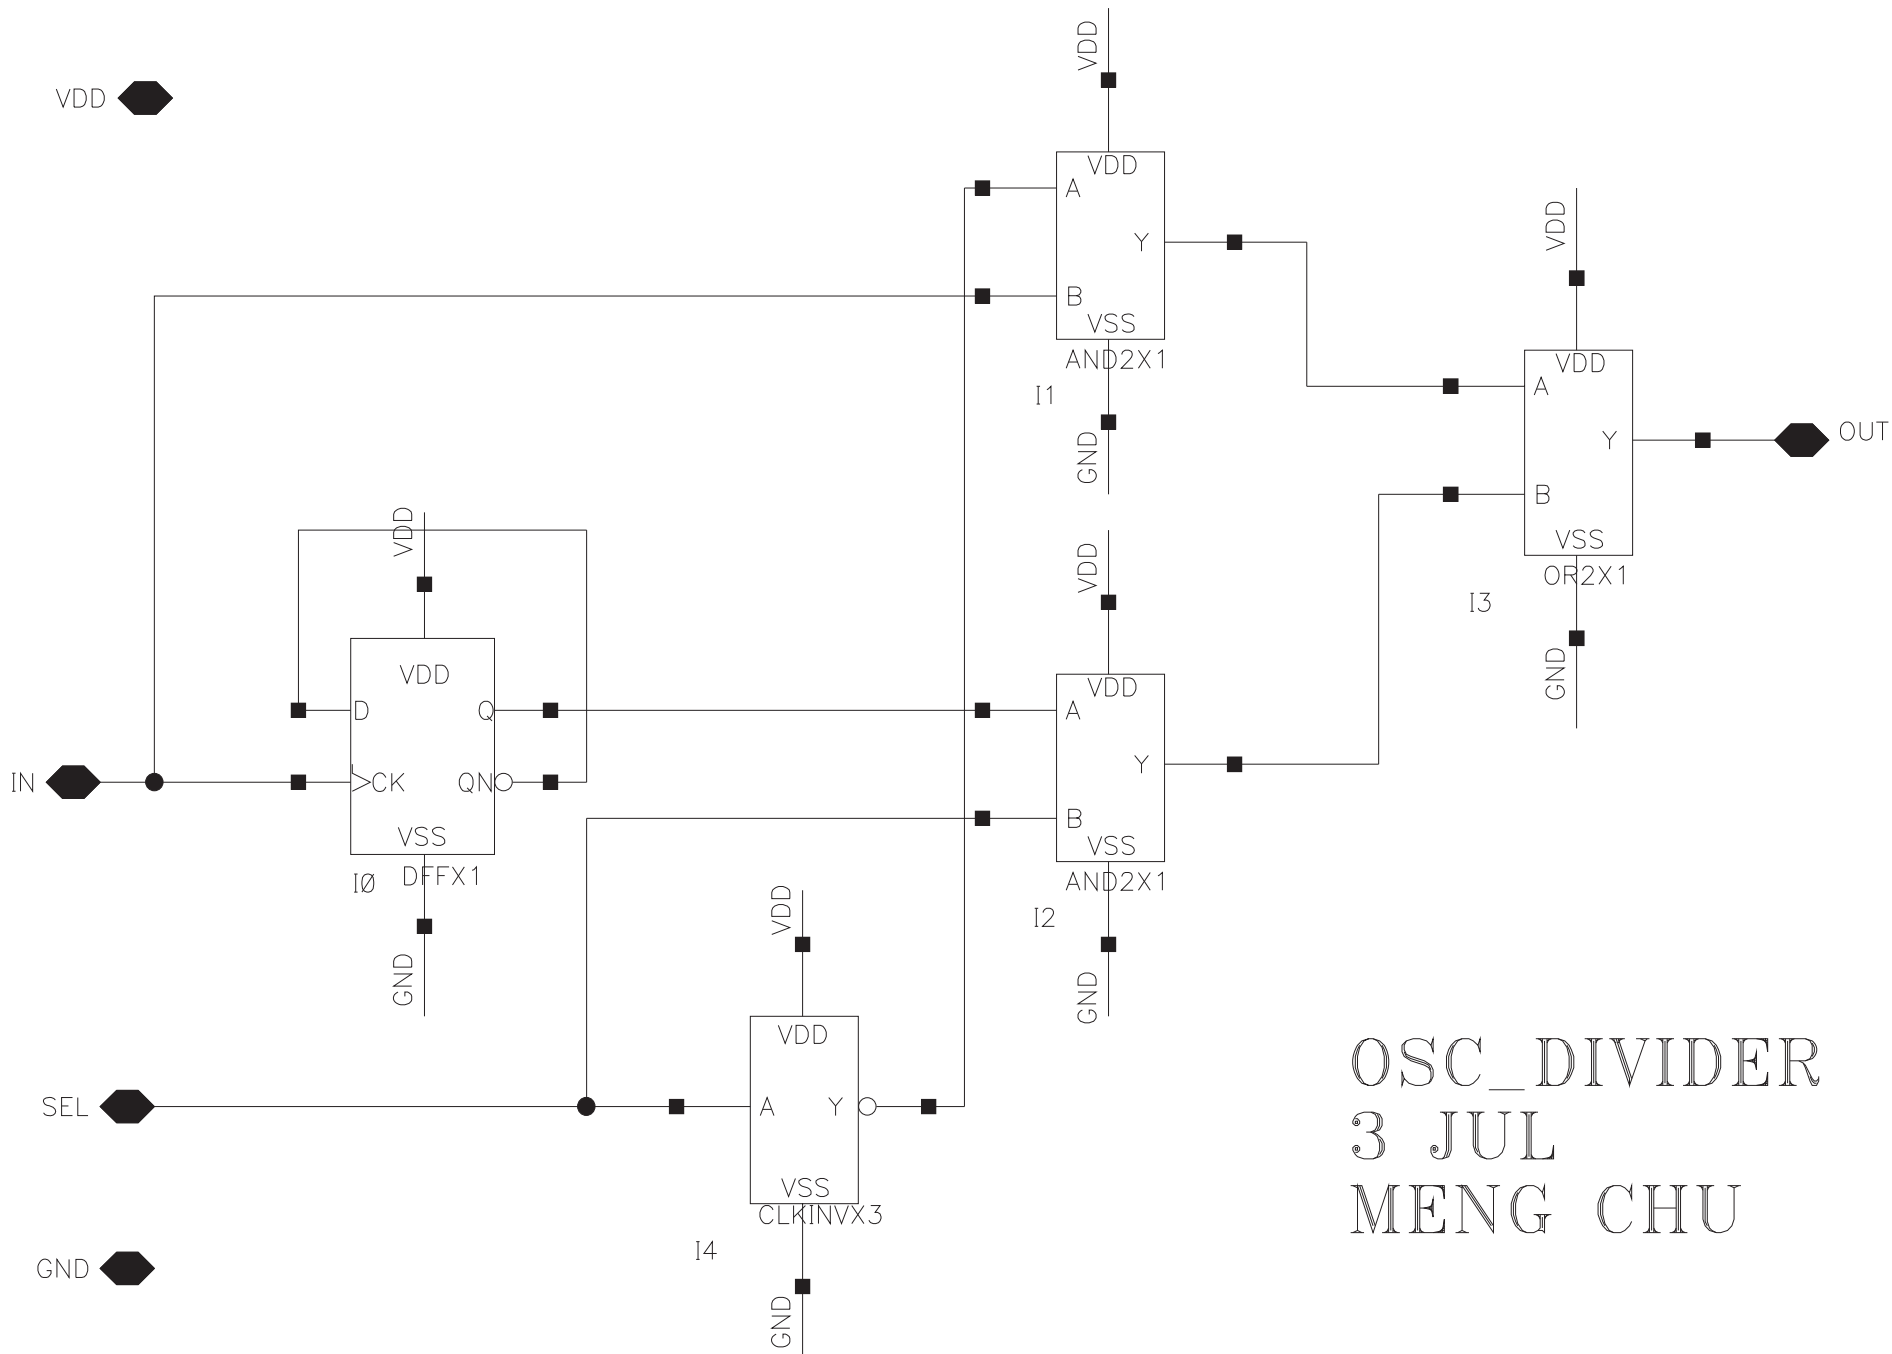 VDD
VDD
VDD
A
Y
B
VSS
AND2X1
I1
GND
VDD
VDD
A
Y
B
VSS
OR2X1
I3
GND
OUT
VDD
VDD
D
Q
CK
QN
VSS
DFFX1
I0
GND
IN
VDD
VDD
A
Y
B
VSS
AND2X1
I2
GND
VDD
VDD
A
Y
VSS
CLKINVX3
I4
GND
SEL
GND
OSC_DIVIDER
3 JUL
MENG CHU